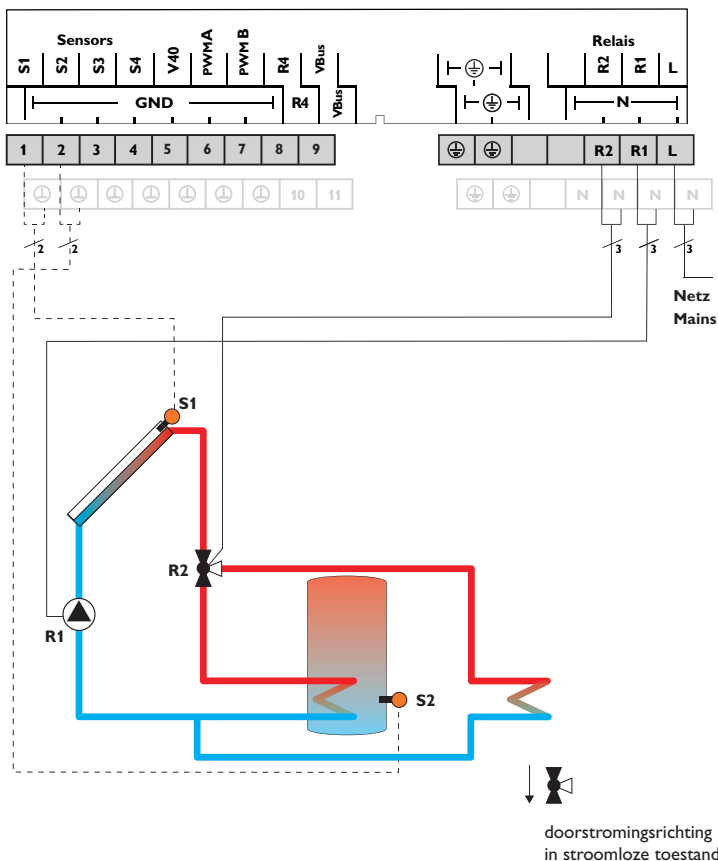 Sensors
Relais
S1 S2 S3 S4 V40 PWM A PWM B R4 VBus
R2 R1 L
GND R4 VBus
N
1 2 3 4 5 6 7 8 9
R2 R1 L
10 11
N N N N
2 2
3 3 3
Netz
Mains
S1
R2
R1
S2
doorstromingsrichting
in stroomloze toestand